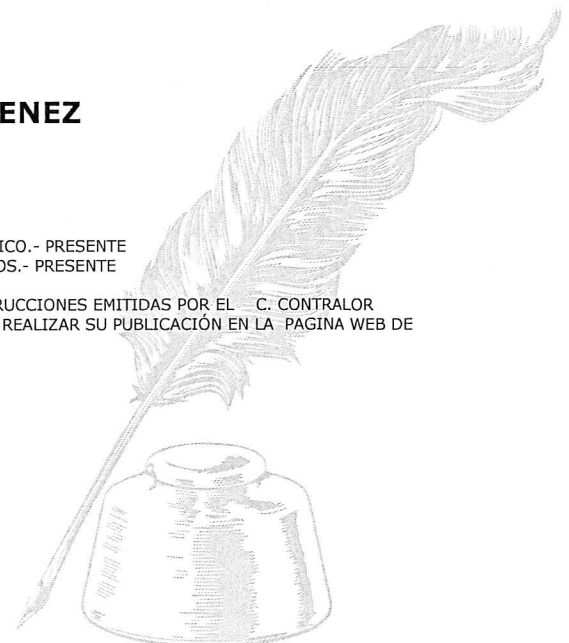 ENEZ
ICO.- PRESENTE
OS.- PRESENTE
RUCCIONES EMITIDAS POR EL C. CONTRALOR
REALIZAR SU PUBLICACIÓN EN LA PAGINA WEB DE